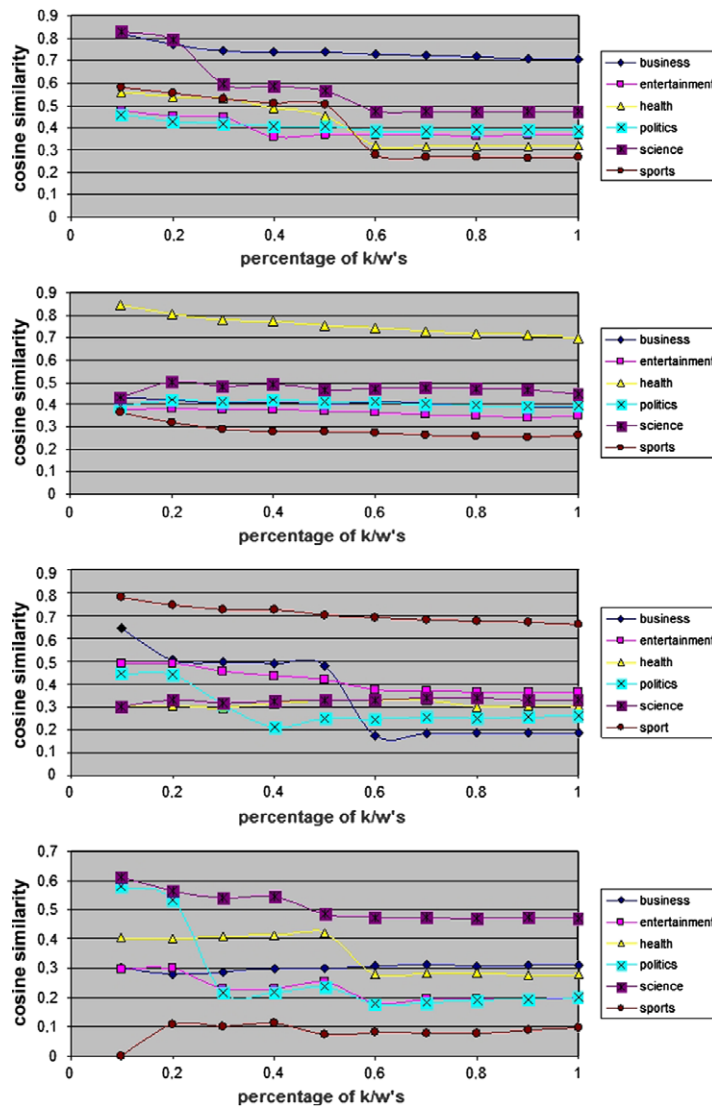 0.9
0.8
0.7
0.6
0.5
0.4
0.3
0.2
0.1
0
cosine similarity
0 0.2 0.4 0.6 0.8 1
percentage of k/w's
business
entertainment
health
politics
science
sports
0.9
0.8
0.7
0.6
0.5
0.4
0.3
0.2
0.1
0
cosine similarity
0 0.2 0.4 0.6 0.8 1
percentage of k/w's
business
entertainment
health
politics
science
sports
0.9
0.8
0.7
0.6
0.5
0.4
0.3
0.2
0.1
0
cosine similarity
0 0.2 0.4 0.6 0.8 1
percentage of k/w's
business
entertainment
health
politics
science
sport
0.7
0.6
0.5
0.4
0.3
0.2
0.1
0
cosine similarity
0 0.2 0.4 0.6 0.8 1
percentage of k/w's
business
entertainment
health
politics
science
sports